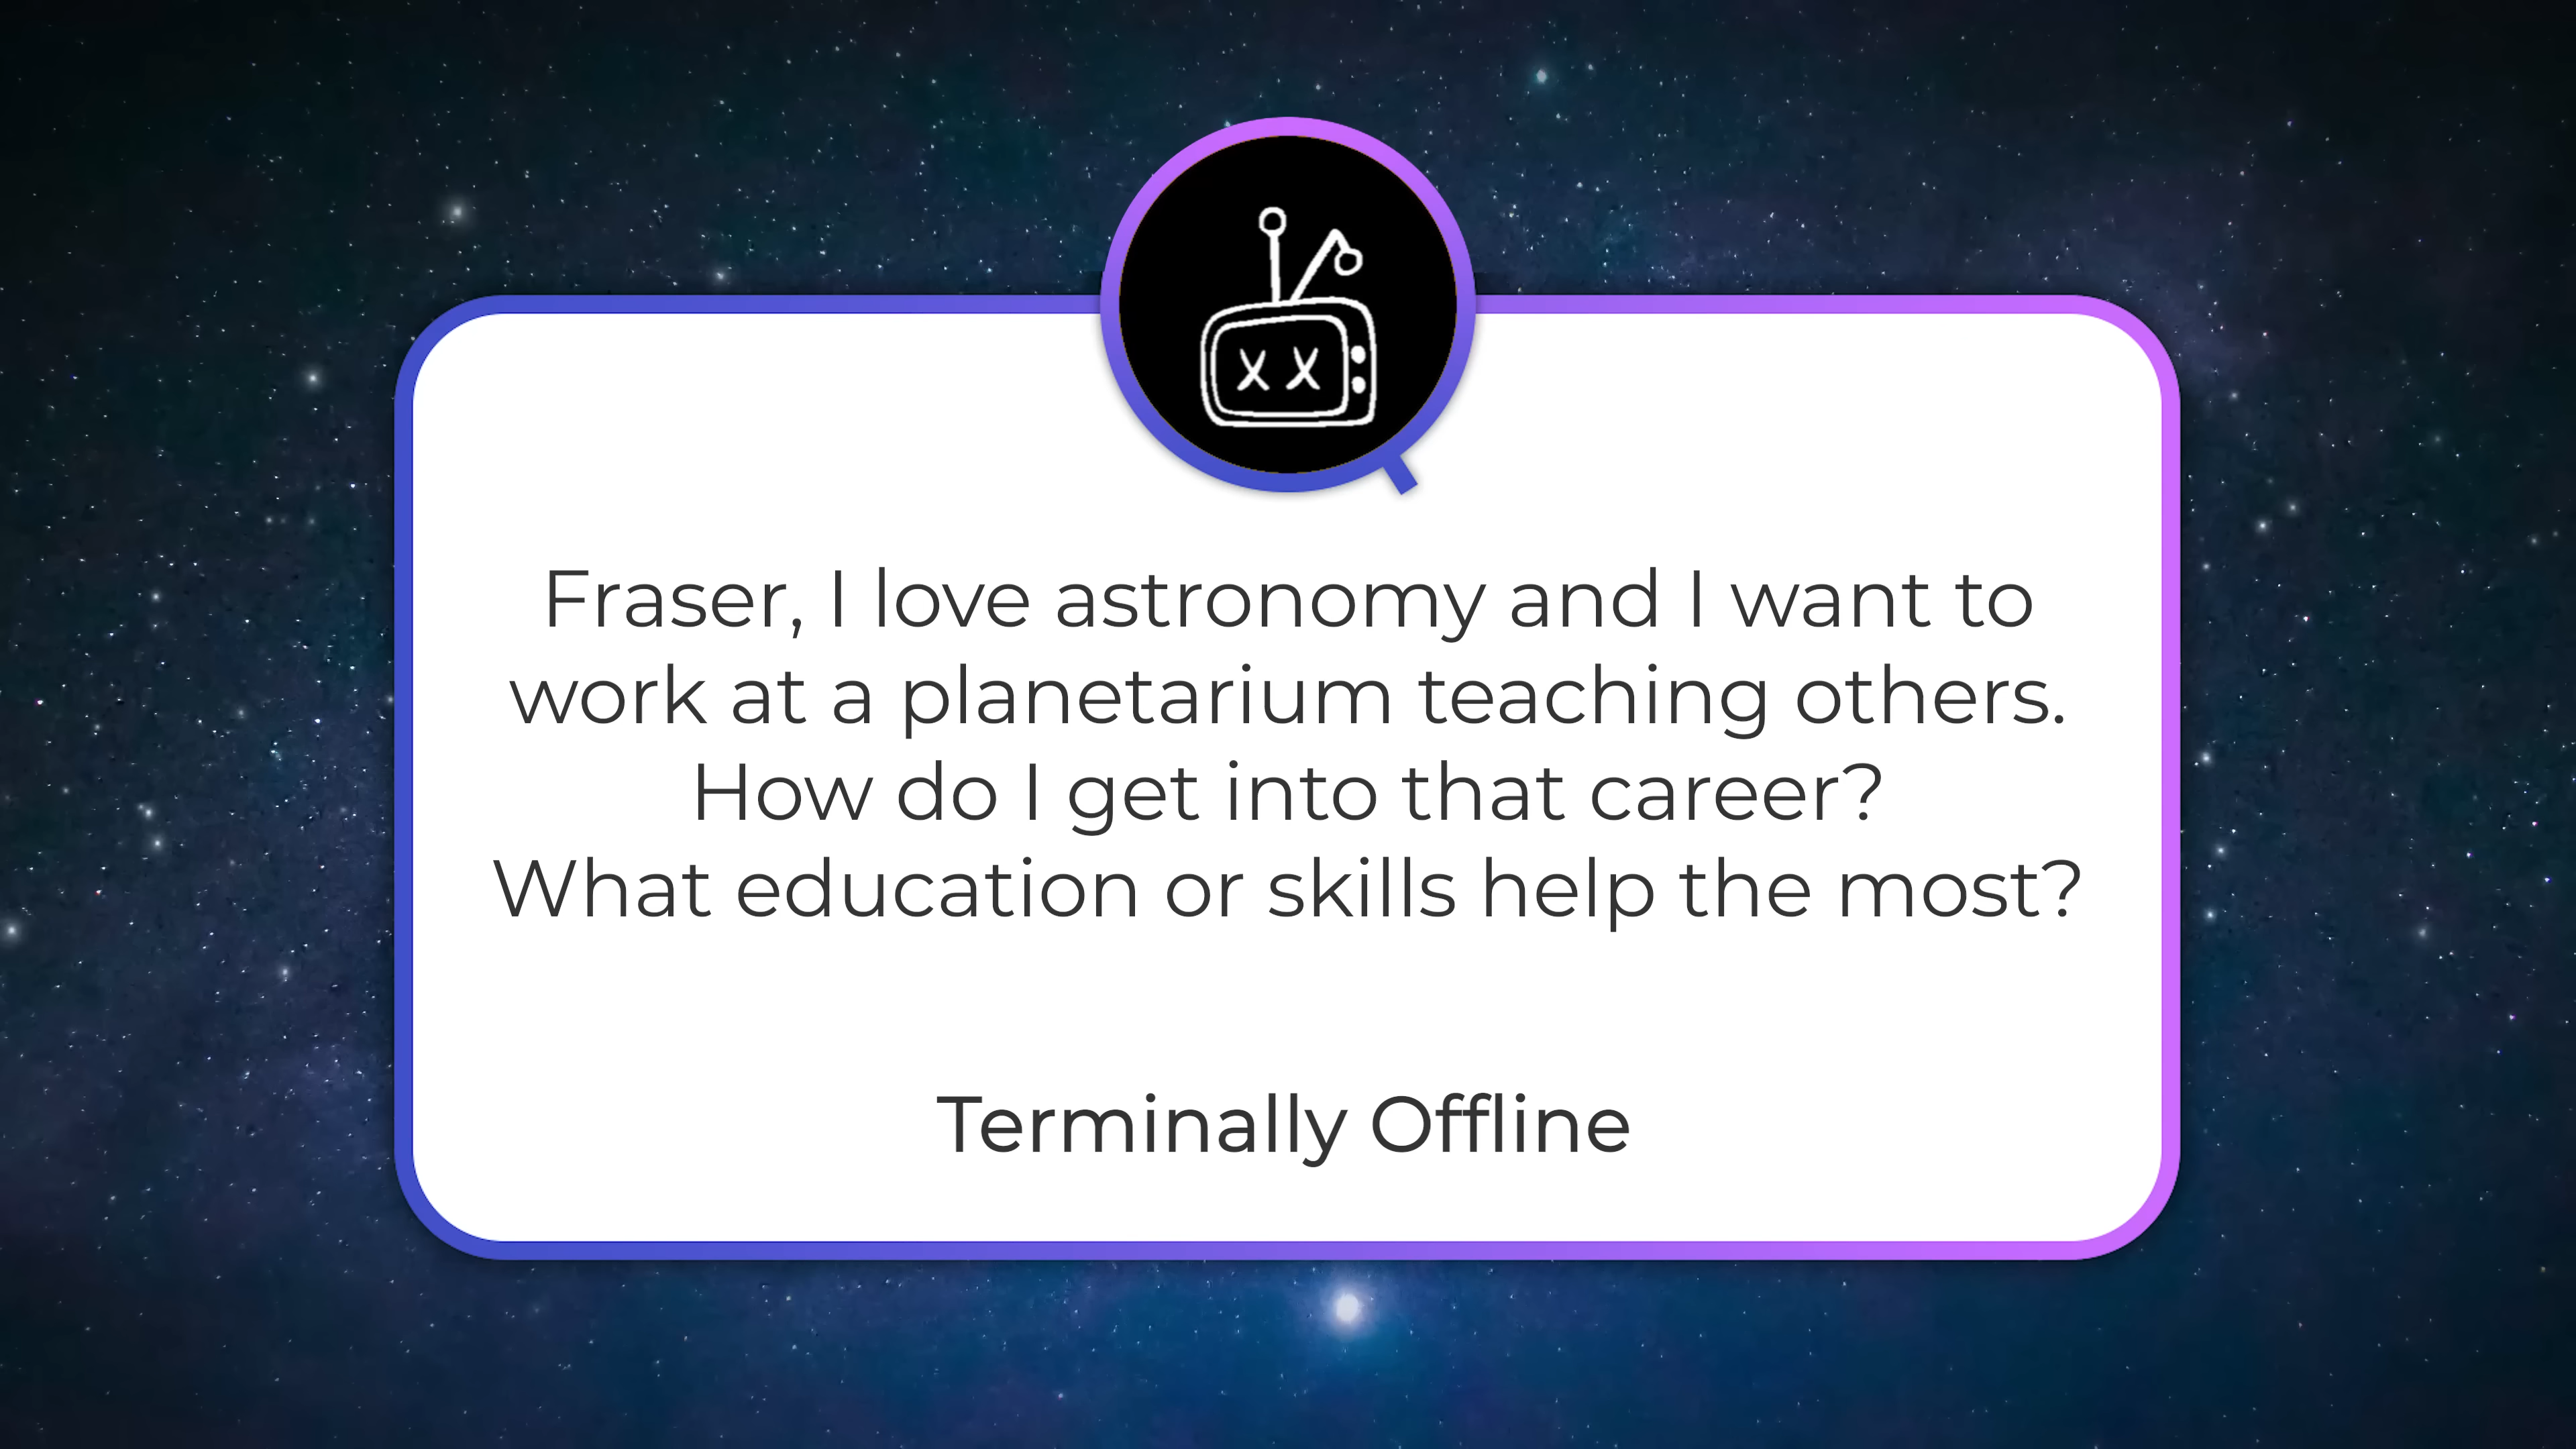 Fraser, I love astronomy and I want to
work at a planetarium teaching others.
How do I get into that career?
What education or skills help the most?
Terminally Offline